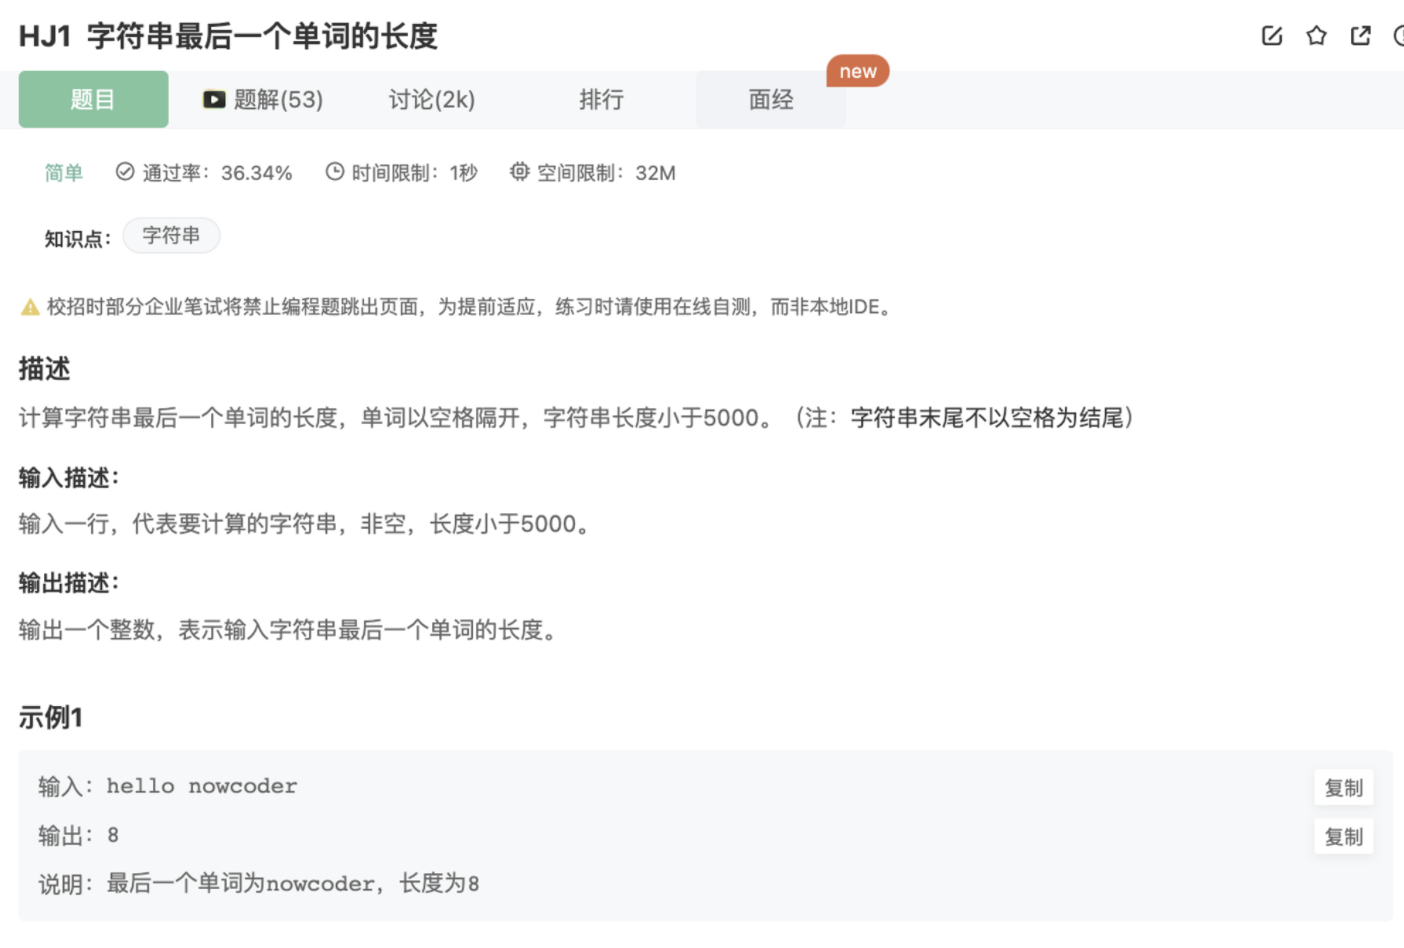 HJ1 字符串最后一个单词的长度
new
题目 题解(53) 讨论(2k) 排行 面经
简单 通过率：36.34% 时间限制：1秒 空间限制：32M
知识点： 字符串
校招时部分企业笔试将禁止编程题跳出页面，为提前适应，练习时请使用在线自测，而非本地IDE。
描述
计算字符串最后一个单词的长度，单词以空格隔开，字符串长度小于5000。（注：字符串末尾不以空格为结尾）
输入描述：
输入一行，代表要计算的字符串，非空，长度小于5000。
输出描述：
输出一个整数，表示输入字符串最后一个单词的长度。
示例1
输入：hello nowcoder 复制
输出：8 复制
说明：最后一个单词为nowcoder，长度为8